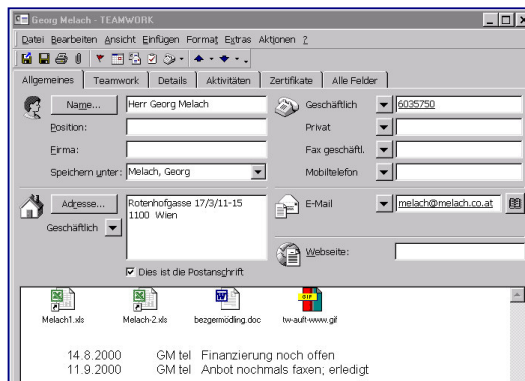 Georg Melach - TEAMWORK
Datei Bearbeiten Ansicht Einfügen Format Extras Aktionen ?
Allgemeines Teamwork Details Aktivitäten Zertifikate Alle Felder
Name... Herr Georg Melach Geschäftlich 6035750
Position: Privat
Firma: Fax geschäftl.
Speichern unter: Melach, Georg Mobiltelefon
Adresse... Rotenhofgasse 17/3/11-15 E-Mail melach@melach.co.at
1100 Wien
Geschäftlich
Webseite:
Dies ist die Postanschrift
GIF
Melach1.xls Melach-2.xls bezgermödling.doc tw-auft-www.gif
14.8.2000 GM tel Finanzierung noch offen
11.9.2000 GM tel Anbot nochmals faxen; erledigt